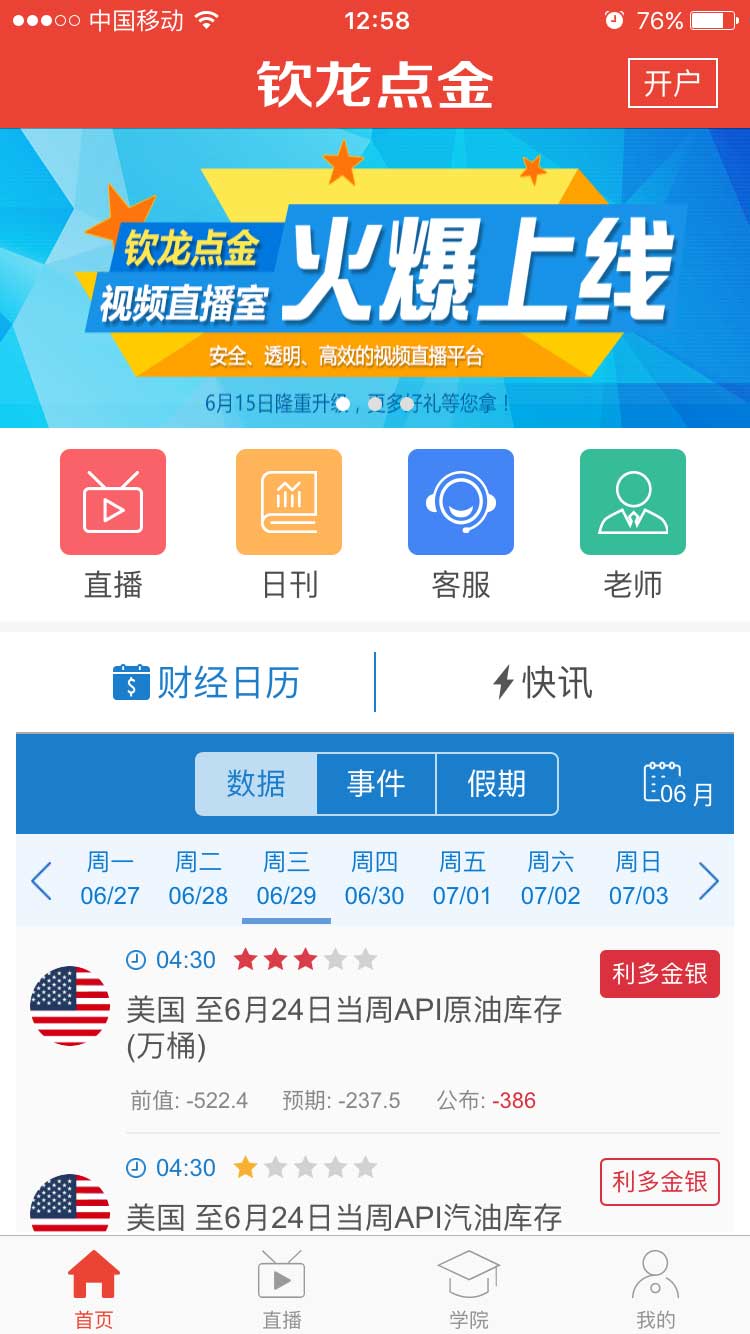 中国移动 12:58 76%
钦龙点金 开户
钦龙点金
视频直播室 火爆上线
安全、透明、高效的视频直播平台
6月15日隆重升级，更多好礼等您拿！
直播 日刊 客服 老师
财经日历 快讯
数据 事件 假期 06 月
周一 周二 周三 周四 周五 周六 周日
06/27 06/28 06/29 06/30 07/01 07/02 07/03
04:30 利多金银
美国 至6月24日当周API原油库存
(万桶)
前值: -522.4 预期: -237.5 公布: -386
04:30 利多金银
美国 至6月24日当周API汽油库存
首页 直播 学院 我的